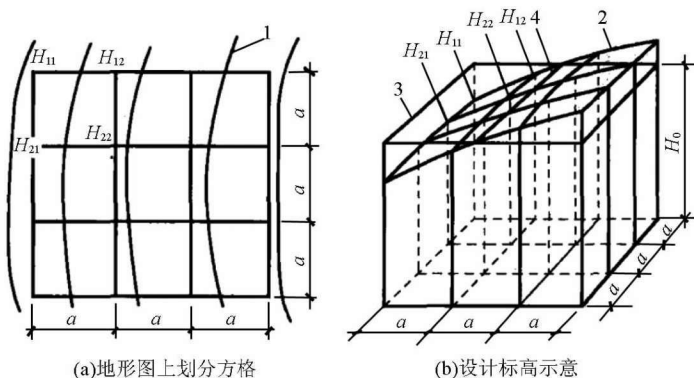 1
H₁₁ H₁₂
H₂₁ H₂₂
a
a
a
a a a
(a)地形图上划分方格
H₁₂ 4 2
H₂₂
H₁₁
H₂₁
3
H₀
a
a
a
a a a
(b)设计标高示意